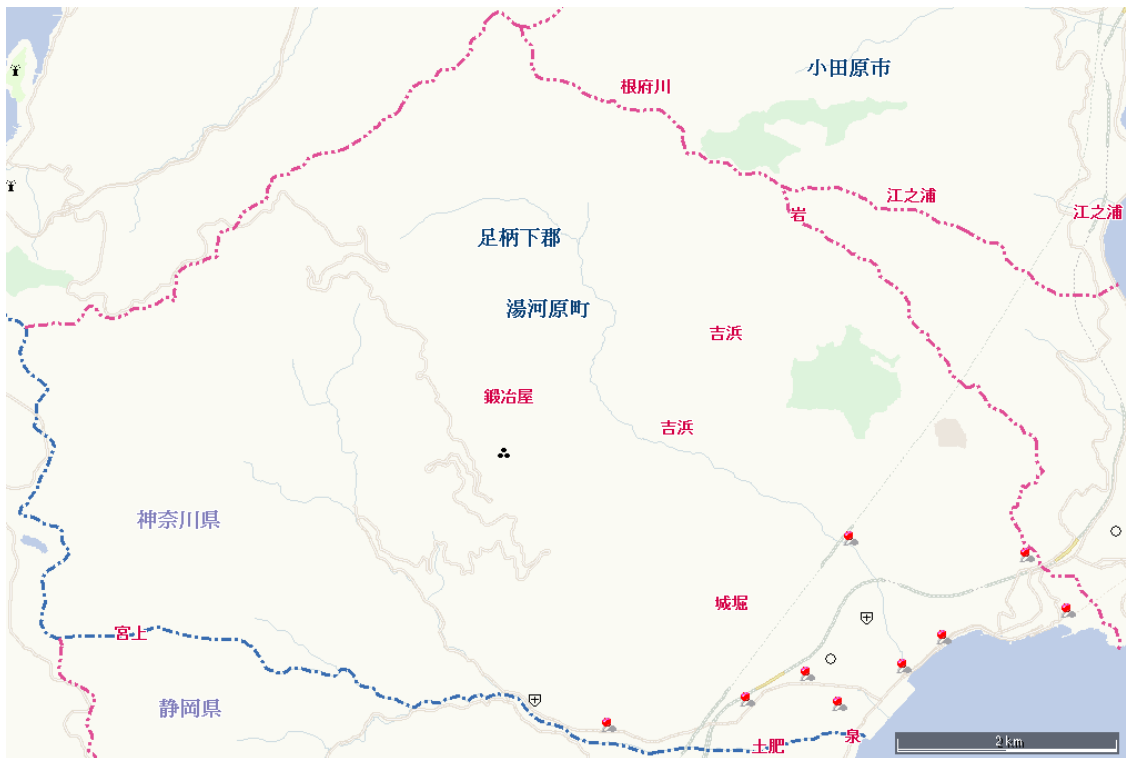 小田原市
根府川
江之浦
岩
江之浦
足柄下郡
湯河原町
吉浜
鍛冶屋
吉浜
神奈川県
城堀
宮上
静岡県
土肥
泉
2 km